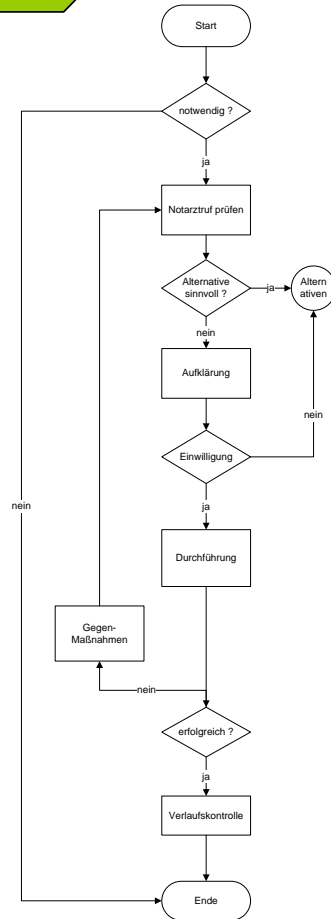 Start
notwendig ?
ja
Notarztruf prüfen
Alternative
sinnvoll ?
ja
Altern
ativen
nein
Aufklärung
nein
Einwilligung
nein
ja
Durchführung
Gegen-
Maßnahmen
nein
erfolgreich ?
ja
Verlaufskontrolle
Ende